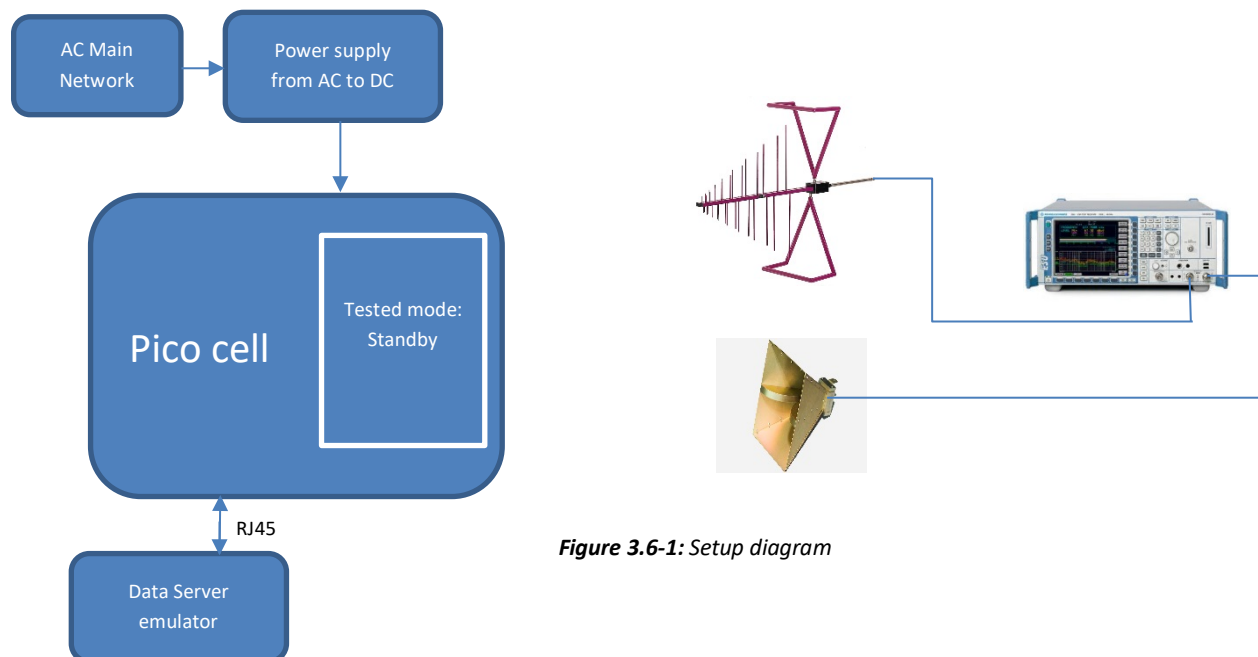 AC Main
Network
Power supply
from AC to DC
Pico cell
Tested mode:
Standby
RJ45
Data Server
emulator
Figure 3.6-1: Setup diagram